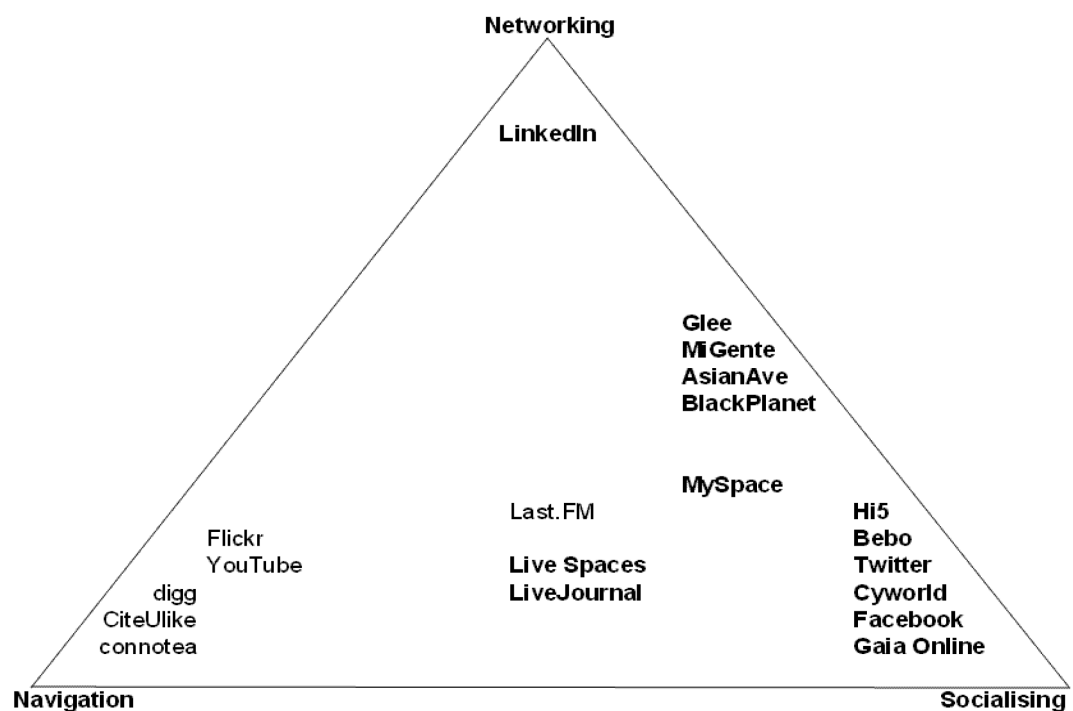 Networking
LinkedIn
Glee
MiGente
AsianAve
BlackPlanet
MySpace
Last.FM
Hi5
Flickr
Bebo
YouTube
Live Spaces
Twitter
digg
LiveJournal
Cyworld
CiteUlike
Facebook
connotea
Gaia Online
Navigation
Socialising